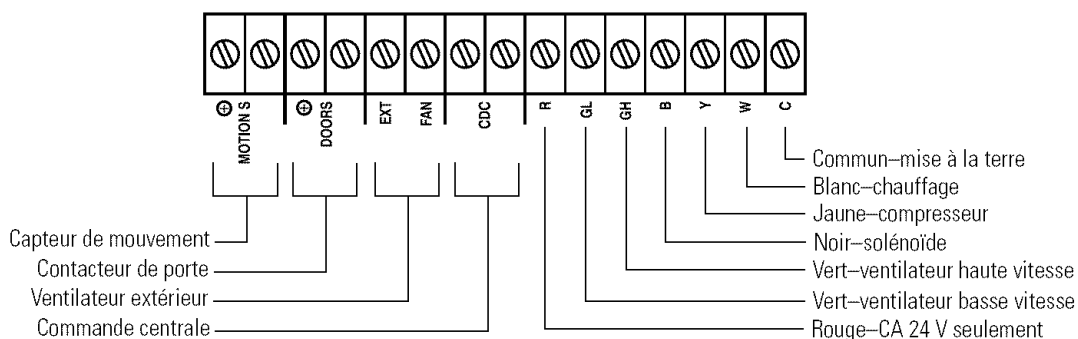 ⊕
MOTION S
⊕
DOORS
EXT
FAN
CDC
R
GL
GH
B
Y
W
C
Commun–mise à la terre
Blanc–chauffage
Jaune–compresseur
Noir–solénoïde
Vert–ventilateur haute vitesse
Vert–ventilateur basse vitesse
Rouge–CA 24 V seulement
Capteur de mouvement
Contacteur de porte
Ventilateur extérieur
Commande centrale